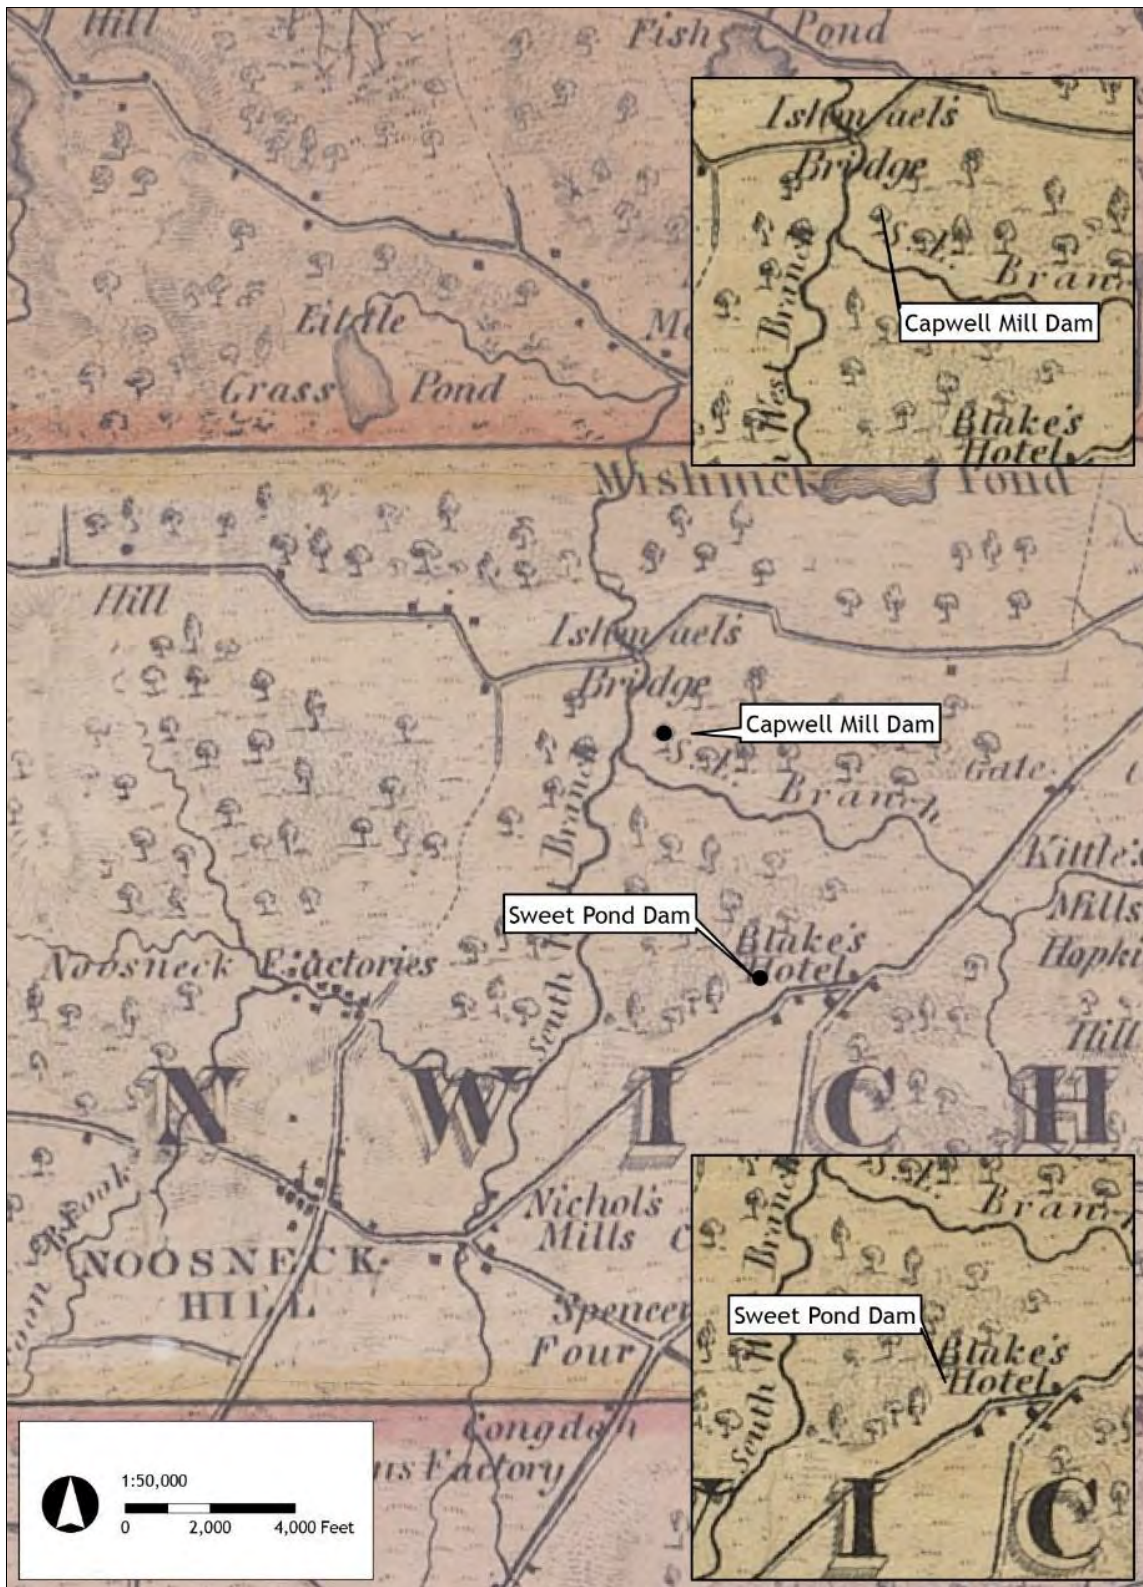 Hill
Fish Pond
Ishmael's
Bridge
S. E.
Branch
West Branch
Capwell Mill Dam
Blake's
Hotel
Little
Grass Pond
Mishnick Pond
Hill
Ishmael's
Bridge
Capwell Mill Dam
S. E.
Branch
Gate
Kittle's
Mills
Sweet Pond Dam
Blake's
Hotel
Noosneck Factories
South
Branch
Hill
N W I C H
Nichol's
Mills
Brook
NOOSNECK
HILL
Spencer
Four
S. E.
Branch
South
Branch
Sweet Pond Dam
Blake's
Hotel
I C
Congdon
Factory
1:50,000
0 2,000 4,000 Feet